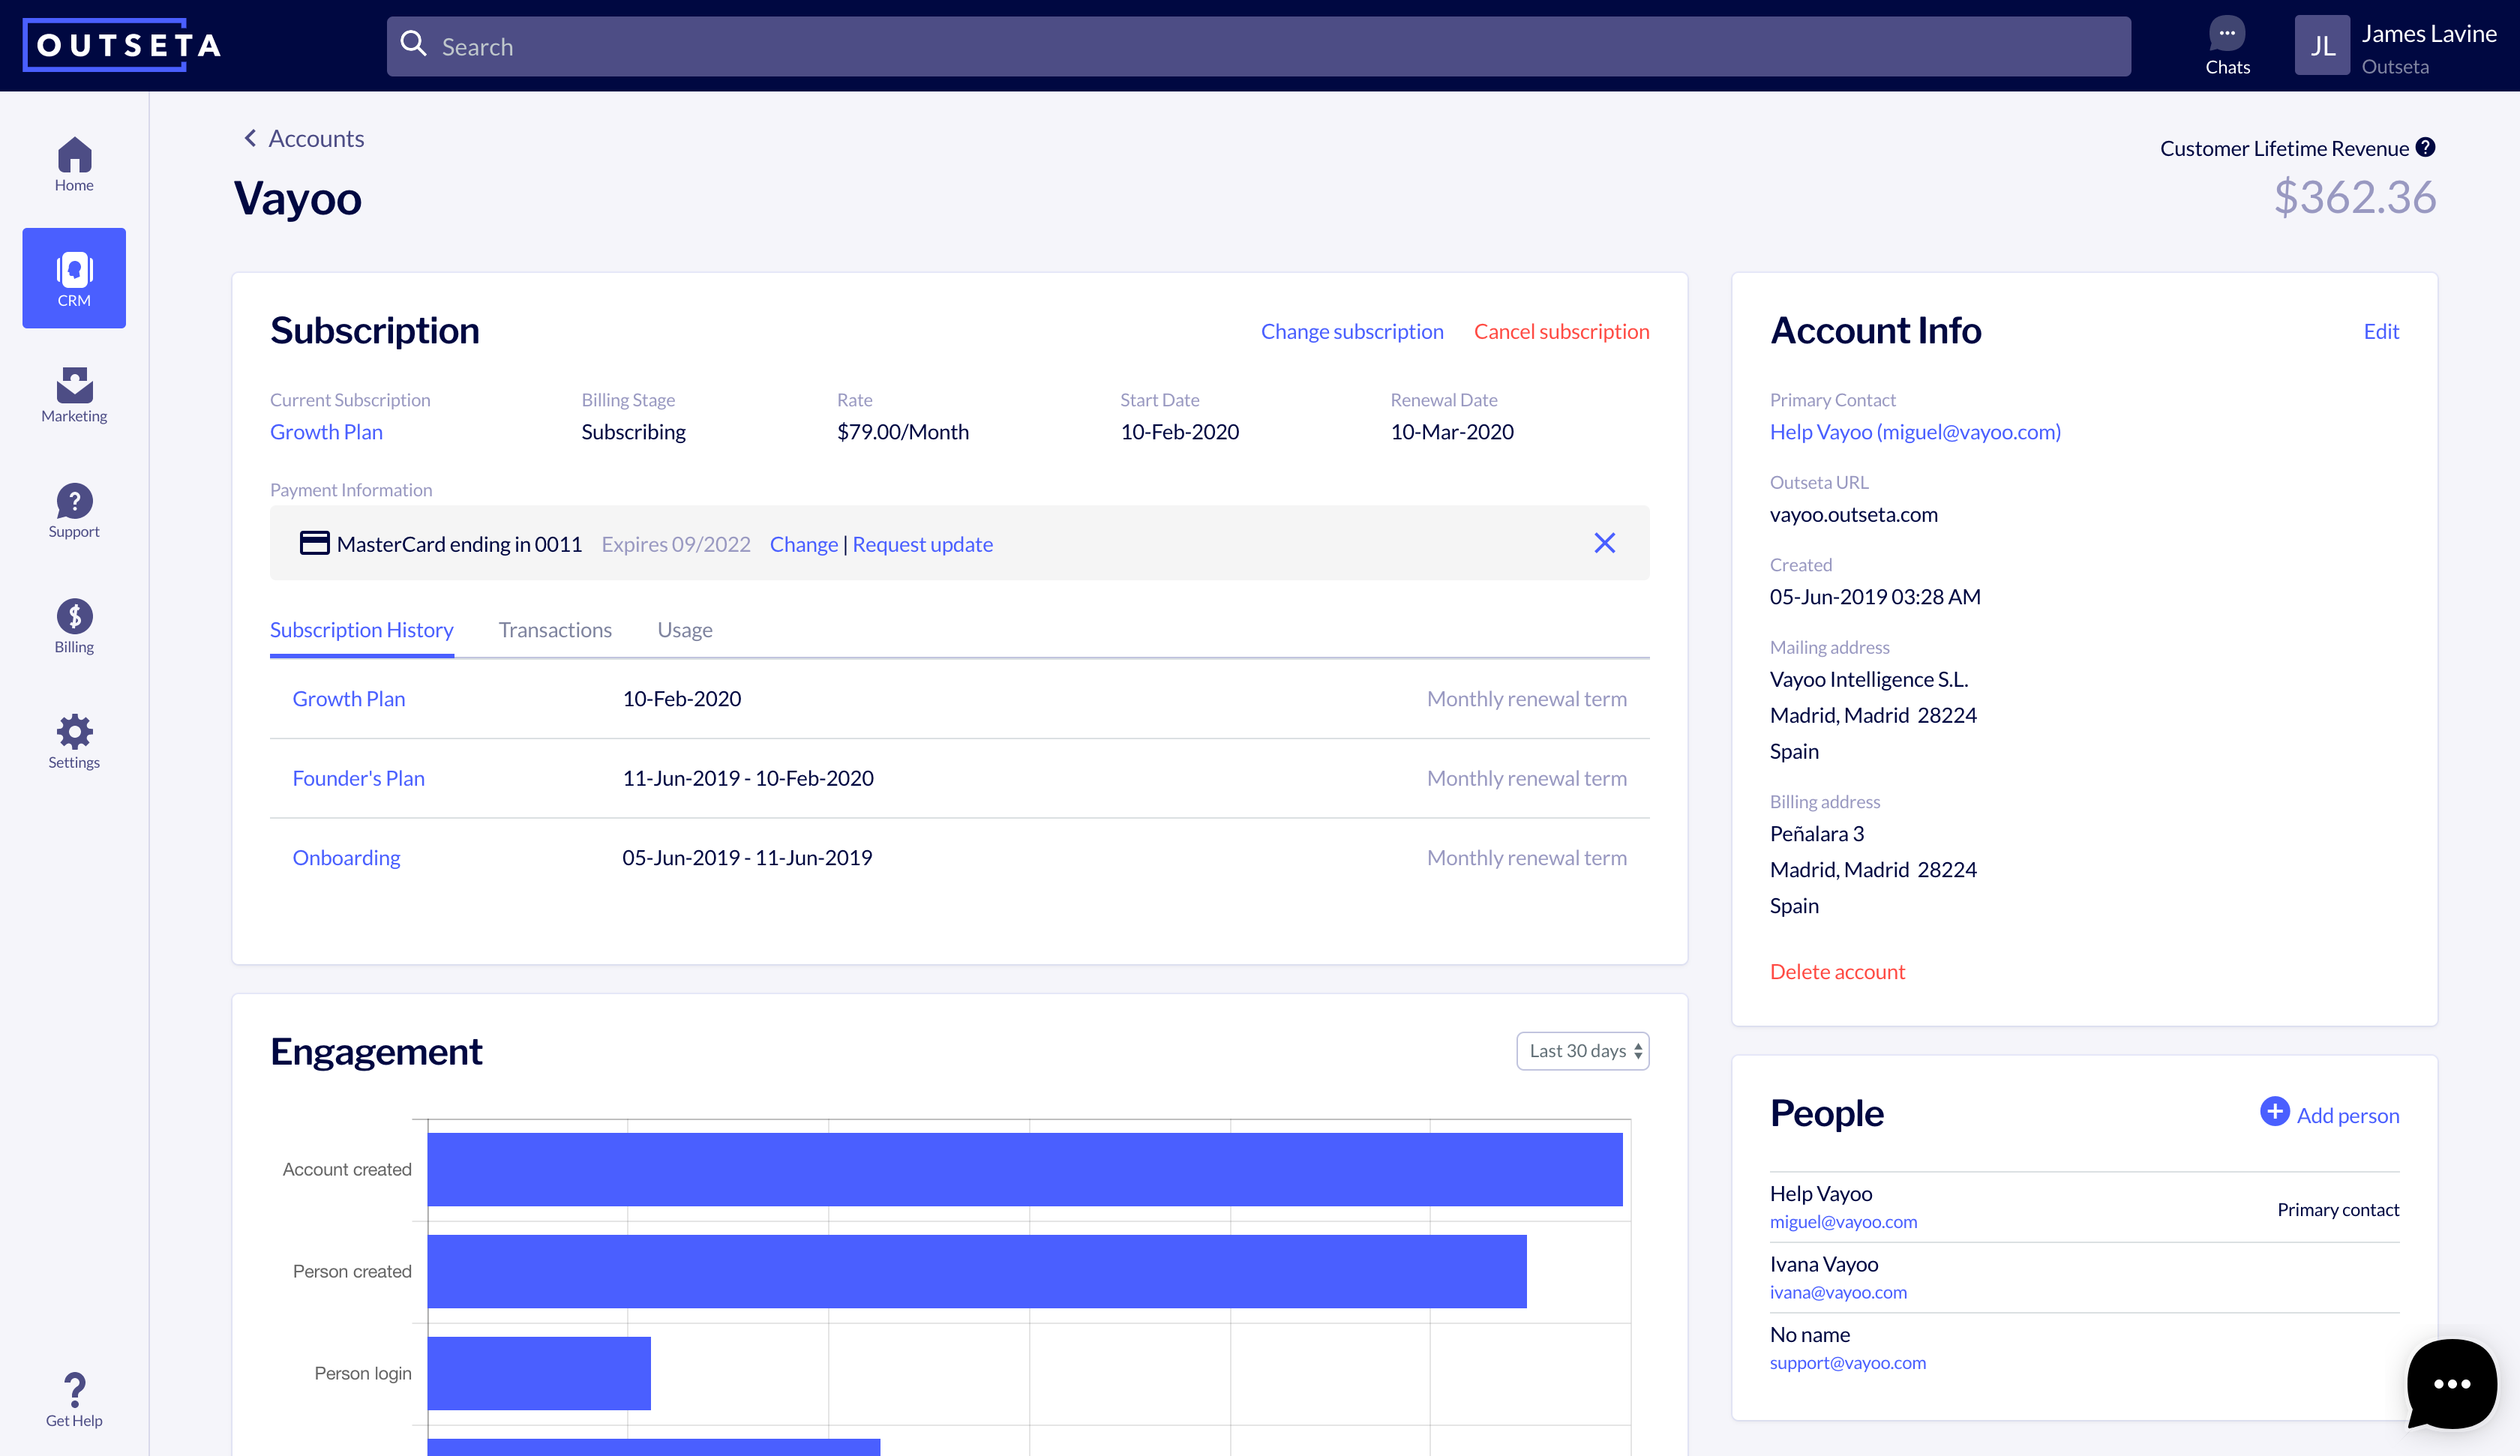 OUTSETA
Search
Chats
JL
James Lavine
Outseta
Home
CRM
Marketing
Support
Billing
Settings
Get Help
Accounts
Vayoo
Customer Lifetime Revenue
$362.36
Subscription
Change subscription Cancel subscription
Current Subscription Billing Stage Rate Start Date Renewal Date
Growth Plan Subscribing $79.00/Month 10-Feb-2020 10-Mar-2020
Payment Information
MasterCard ending in 0011 Expires 09/2022 Change | Request update
Subscription History Transactions Usage
Growth Plan 10-Feb-2020 Monthly renewal term
Founder's Plan 11-Jun-2019 - 10-Feb-2020 Monthly renewal term
Onboarding 05-Jun-2019 - 11-Jun-2019 Monthly renewal term
Engagement
Last 30 days
Account created
Person created
Person login
Account Info
Edit
Primary Contact
Help Vayoo (miguel@vayoo.com)
Outseta URL
vayoo.outseta.com
Created
05-Jun-2019 03:28 AM
Mailing address
Vayoo Intelligence S.L.
Madrid, Madrid 28224
Spain
Billing address
Peñalara 3
Madrid, Madrid 28224
Spain
Delete account
People
Add person
Help Vayoo
miguel@vayoo.com
Primary contact
Ivana Vayoo
ivana@vayoo.com
No name
support@vayoo.com